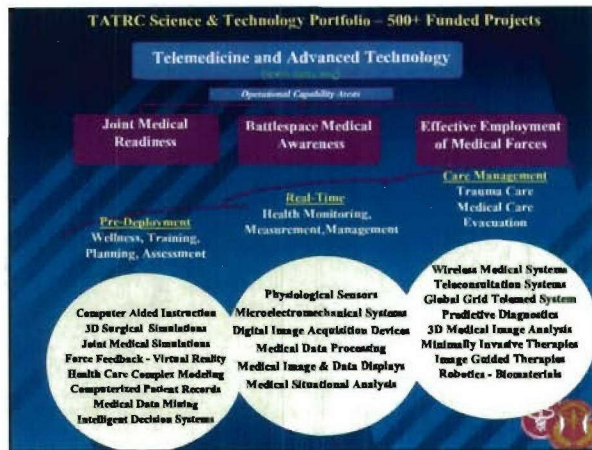 TATRC Science & Technology Portfolio – 500+ Funded Projects
Telemedicine and Advanced Technology
Operational Capability Areas
Joint Medical
Readiness
Battlespace Medical
Awareness
Effective Employment
of Medical Forces
Pre-Deployment
Wellness, Training,
Planning, Assessment
Real-Time
Health Monitoring,
Measurement,Management
Care Management
Trauma Care
Medical Care
Evacuation
Computer Aided Instruction
3D Surgical Simulations
Joint Medical Simulations
Force Feedback - Virtual Reality
Health Care Complex Modeling
Computerized Patient Records
Medical Data Mining
Intelligent Decision Systems
Physiological Sensors
Microelectromechanical Systems
Digital Image Acquisition Devices
Medical Data Processing
Medical Image & Data Displays
Medical Situational Analysis
Wireless Medical Systems
Teleconsultation Systems
Global Grid Telemed System
Predictive Diagnostics
3D Medical Image Analysis
Minimally Invasive Therapies
Image Guided Therapies
Robotics - Biomaterials